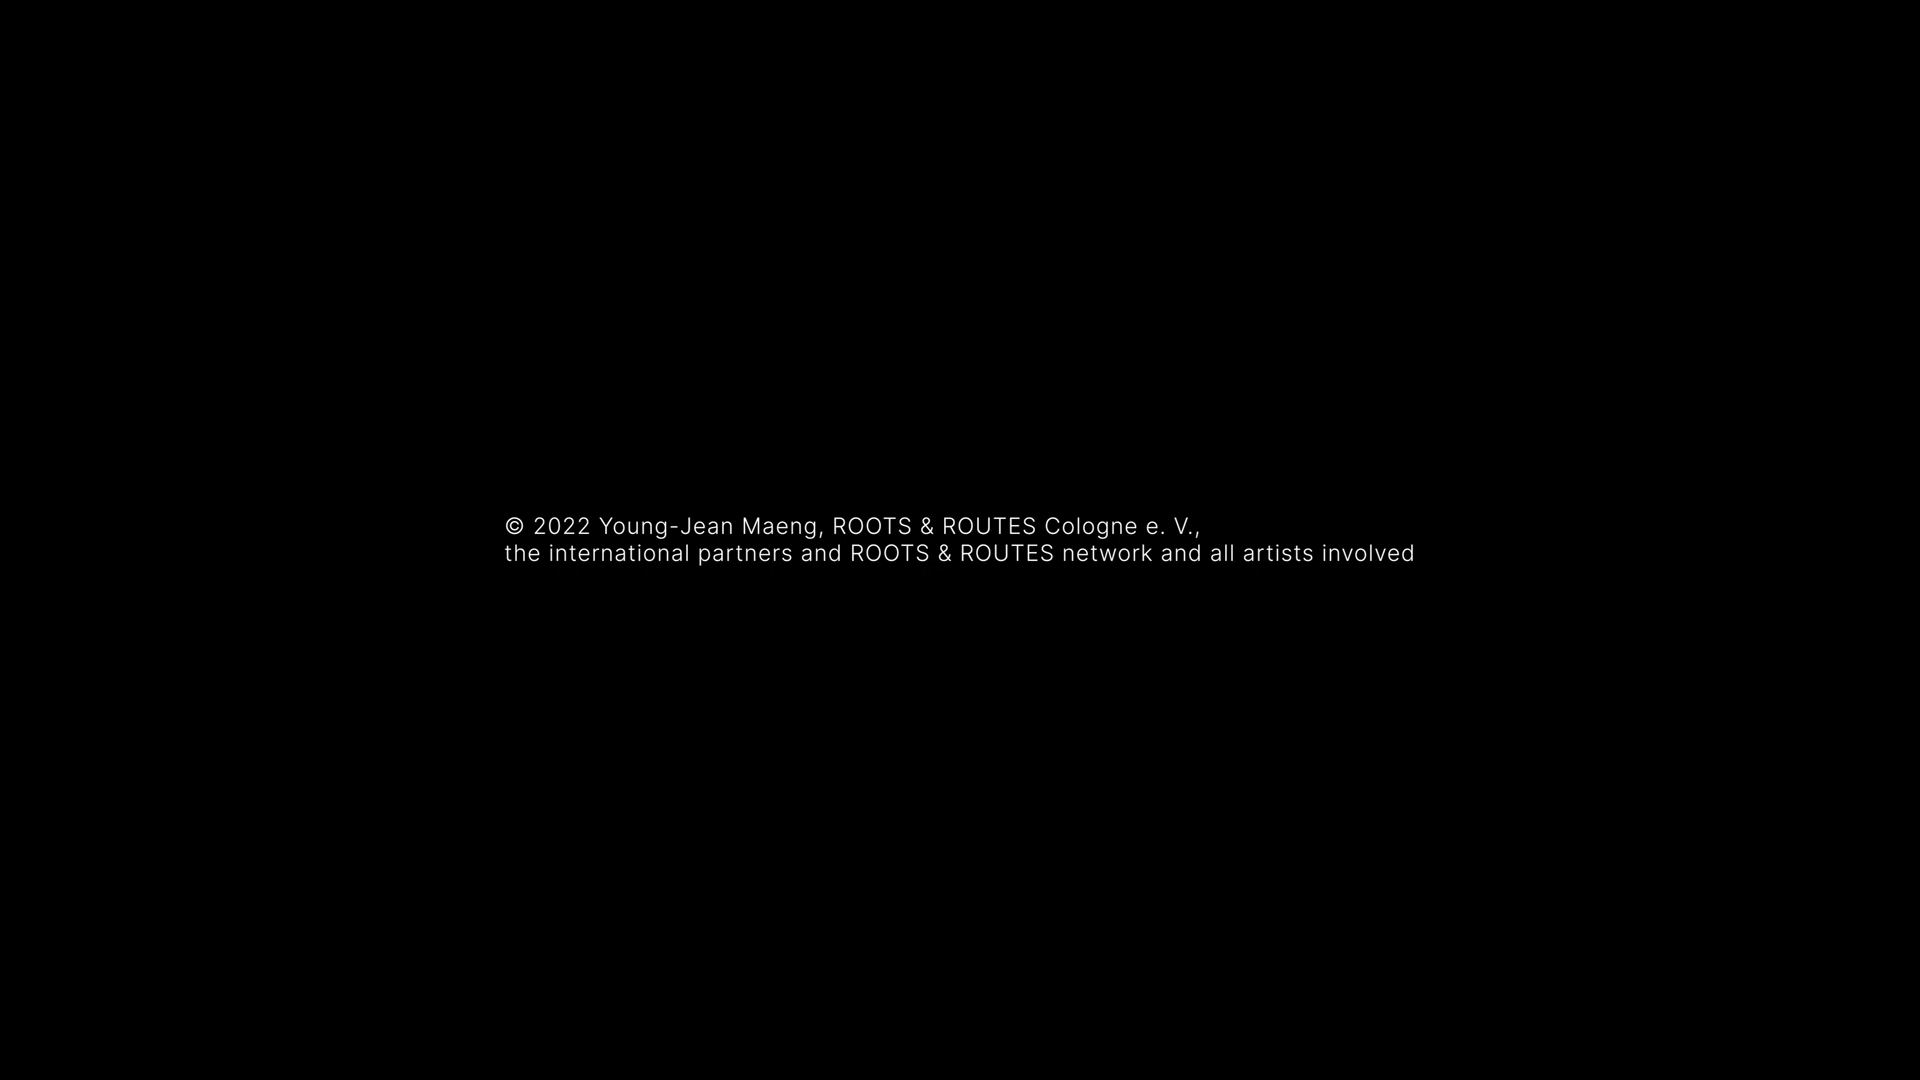 © 2022 Young-Jean Maeng, ROOTS & ROUTES Cologne e. V.,
the international partners and ROOTS & ROUTES network and all artists involved